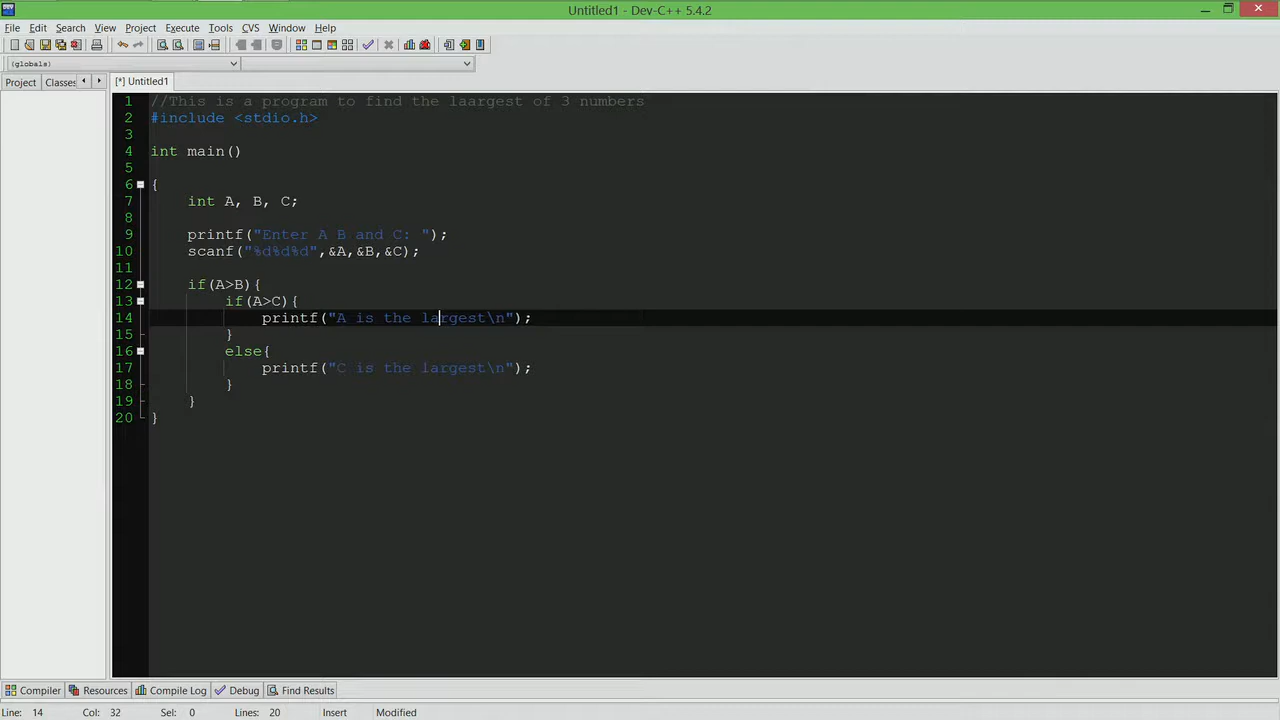 Untitled1 - Dev-C++ 5.4.2
File Edit Search View Project Execute Tools CVS Window Help
(globals)
Project Classes [*] Untitled1
1 //This is a program to find the laargest of 3 numbers
2 #include <stdio.h>
3
4 int main()
5
6 {
7 int A, B, C;
8
9 printf("Enter A B and C: ");
10 scanf("%d%d%d",&A,&B,&C);
11
12 if(A>B){
13 if(A>C){
14 printf("A is the largest\n");
15 }
16 else{
17 printf("C is the largest\n");
18 }
19 }
20 }
Compiler Resources Compile Log Debug Find Results
Line: 14 Col: 32 Sel: 0 Lines: 20 Insert Modified